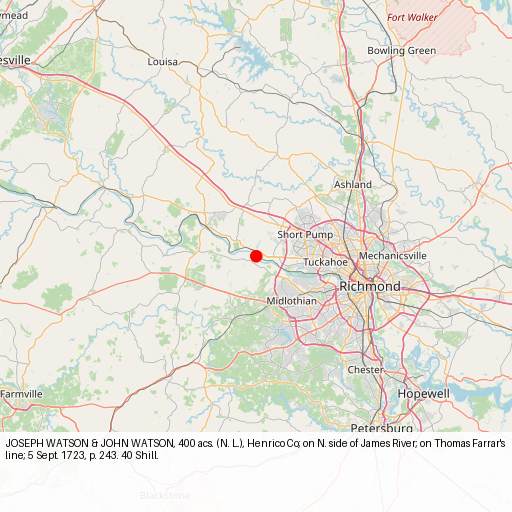 Fort Walker
ymead
Bowling Green
esville
Louisa
Ashland
Short Pump
Mechanicsville
Tuckahoe
Richmond
Midlothian
Chester
Farmville
Hopewell
Petersburg
JOSEPH WATSON & JOHN WATSON, 400 acs. (N. L.), Henrico Co; on N. side of James River; on Thomas Farrar's
line; 5 Sept. 1723, p. 243. 40 Shill.
Blackstone